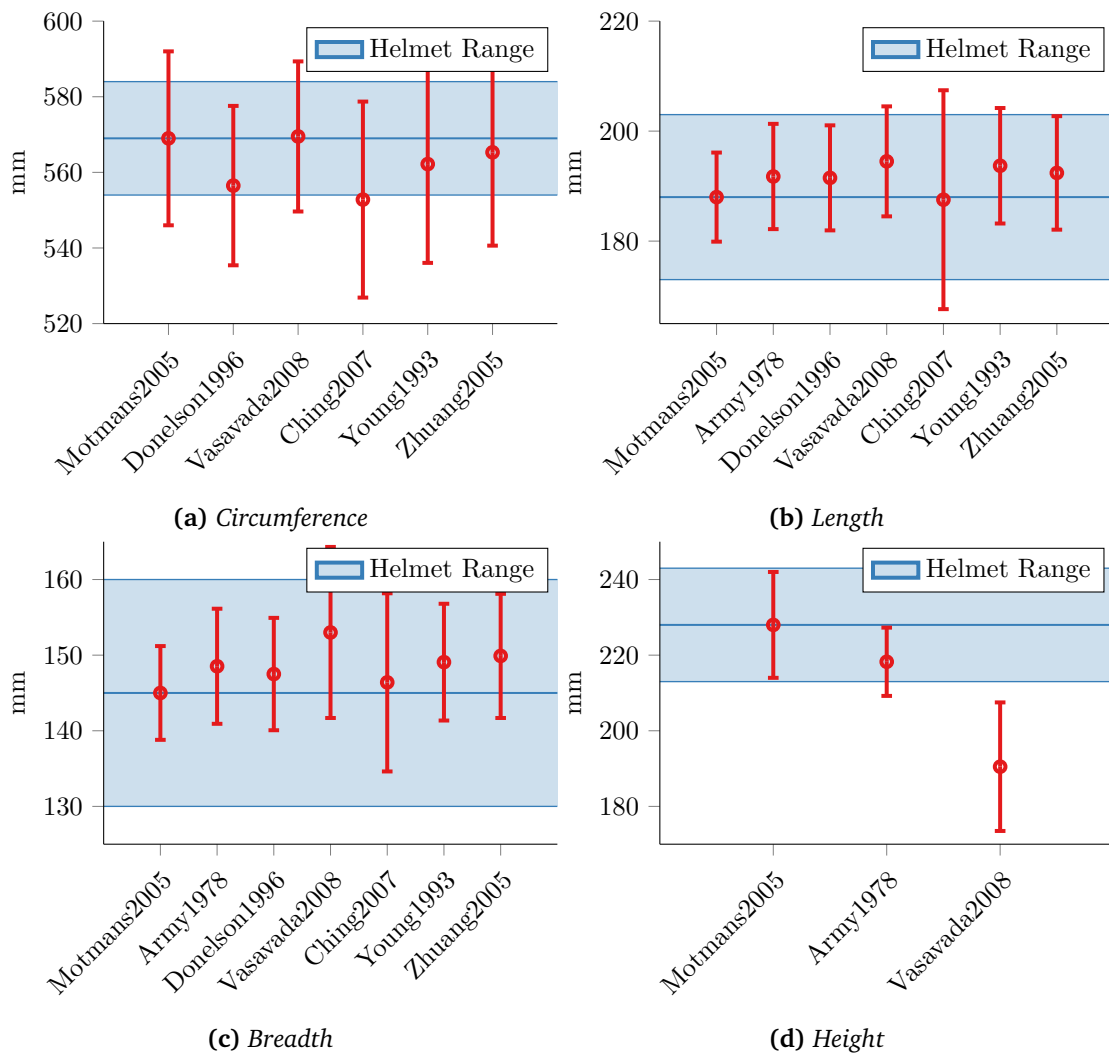 600
580
560
540
520
mm
Helmet Range
Motmans2005
Donelson1996
Vasavada2008
Ching2007
Young1993
Zhuang2005
(a) Circumference
220
200
180
mm
Helmet Range
Motmans2005
Army1978
Donelson1996
Vasavada2008
Ching2007
Young1993
Zhuang2005
(b) Length
160
150
140
130
mm
Helmet Range
Motmans2005
Army1978
Donelson1996
Vasavada2008
Ching2007
Young1993
Zhuang2005
(c) Breadth
240
220
200
180
mm
Helmet Range
Motmans2005
Army1978
Vasavada2008
(d) Height